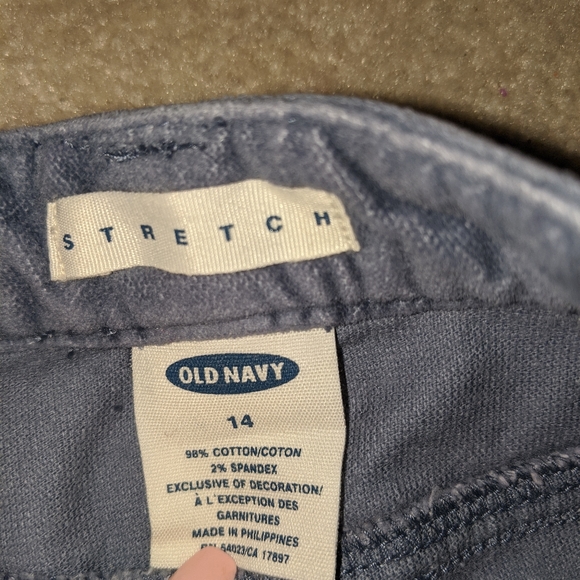 STRETCH
OLD NAVY
14
98% COTTON/COTON
2% SPANDEX
EXCLUSIVE OF DECORATION/
À L'EXCEPTION DES
GARNITURES
MADE IN PHILIPPINES
54023/CA 17897